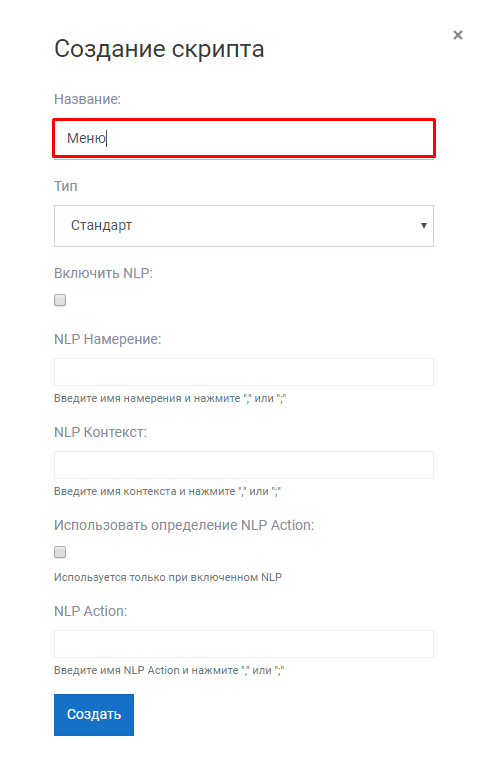 ×
Создание скрипта
Название:
Меню
Тип
Стандарт
Включить NLP:
NLP Намерение:
Введите имя намерения и нажмите "," или ";"
NLP Контекст:
Введите имя контекста и нажмите "," или ";"
Использовать определение NLP Action:
Используется только при включенном NLP
NLP Action:
Введите имя NLP Action и нажмите "," или ";"
Создать